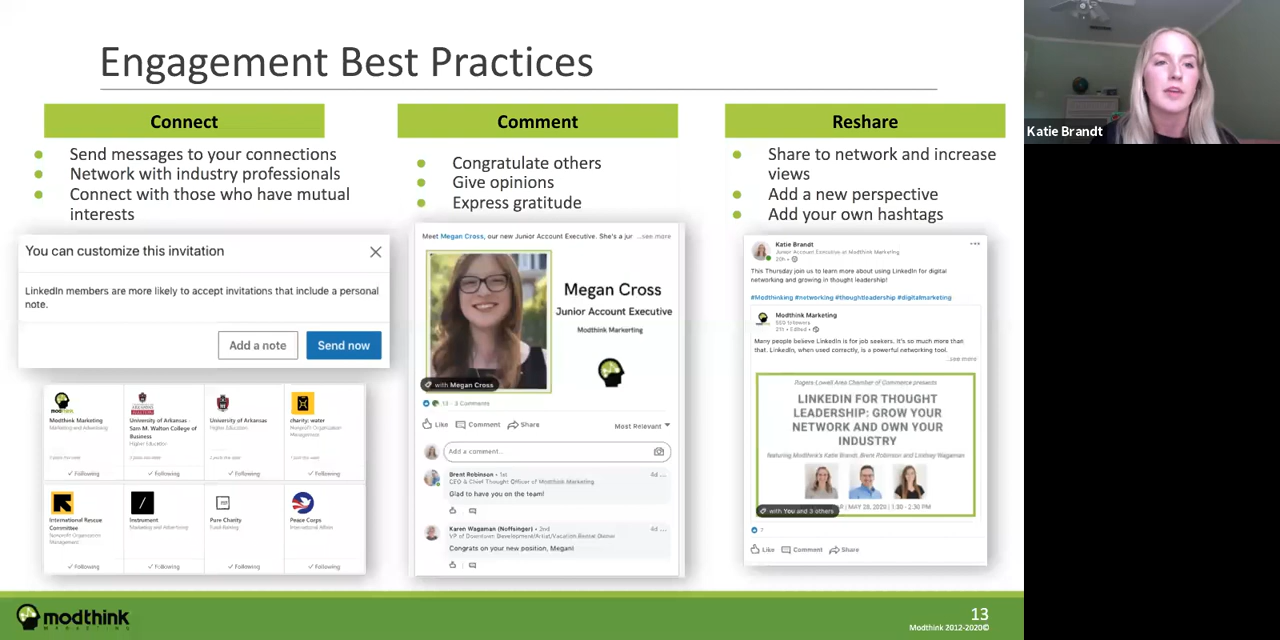 Engagement Best Practices
Connect
Send messages to your connections
Network with industry professionals
Connect with those who have mutual
interests
You can customize this invitation
LinkedIn members are more likely to accept invitations that include a personal
note.
Add a note
Send now
Modthink Marketing
Marketing and Advertising
Following
University of Arkansas -
Sam M. Walton College of
Business
Higher Education
Following
University of Arkansas
Higher Education
Following
charity: water
Nonprofit Organization
Management
Following
International Rescue
Committee
Nonprofit Organization
Management
Following
Instrument
Marketing and Advertising
Following
Pure Charity
Fund-Raising
Following
Peace Corps
International Affairs
Following
Comment
Congratulate others
Give opinions
Express gratitude
Meet Megan Cross, our new Junior Account Executive. She's a jur ...see more
Megan Cross
Junior Account Executive
Modthink Markerting
with Megan Cross
13 · 3 Comments
Like Comment Share
Most Relevant
Add a comment...
Brent Robinson • 1st 4d ...
CEO & Chief Thought Officer of Modthink Marketing
Glad to have you on the team!
Karen Wagaman (Noffsinger) • 2nd 4d ...
VP of Downtown Development/Artist/Vacation Rental Owner
Congrats on your new position, Megan!
Reshare
Share to network and increase
views
Add a new perspective
Add your own hashtags
Katie Brandt
Junior Account Executive at Modthink Marketing
20h •
This Thursday join us to learn more about using LinkedIn for digital
networking and growing in thought leadership!
#Modthinking #networking #thoughtleadership #digitalmarketing
Modthink Marketing
followers
21h • Edited •
Many people believe LinkedIn is for job seekers. It's so much more than
that. LinkedIn, when used correctly, is a powerful networking tool.
...see more
Rogers Lowell Area Chamber of Commerce presents
LINKEDIN FOR THOUGHT
LEADERSHIP: GROW YOUR
NETWORK AND OWN YOUR
INDUSTRY
featuring Modthink's Katie Brandt, Brent Robinson and Lindsey Wagaman
with You and 3 others
| MAY 28, 2020 | 1:30 - 2:30 PM
7
Like Comment Share
modthink
MARKETING
13
Modthink 2012-2020©
Katie Brandt